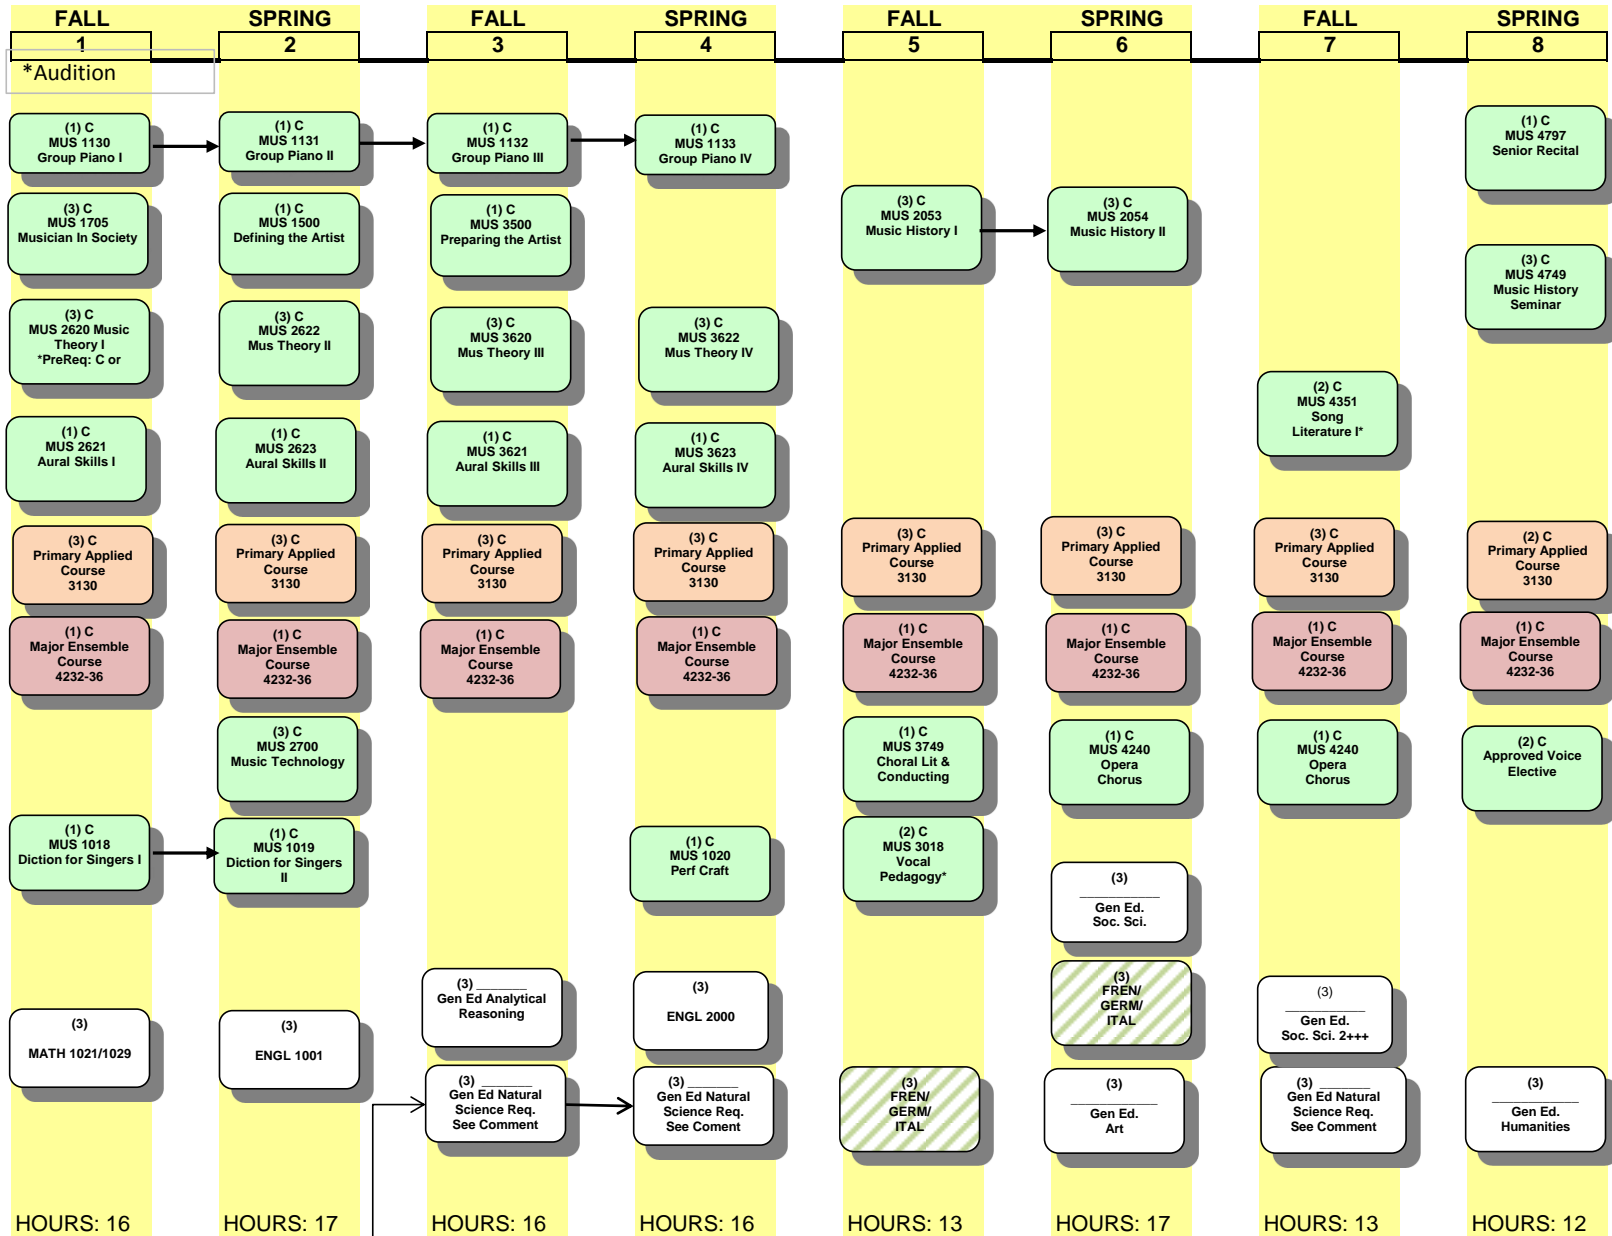 FALL
SPRING
FALL
SPRING
FALL
SPRING
FALL
SPRING
1
2
3
4
5
6
7
8
*Audition
(1) C
MUS 1130
Group Piano I
(1) C
MUS 1131
Group Piano II
(1) C
MUS 1132
Group Piano III
(1) C
MUS 1133
Group Piano IV
(1) C
MUS 4797
Senior Recital
(3) C
MUS 1705
Musician In Society
(1) C
MUS 1500
Defining the Artist
(1) C
MUS 3500
Preparing the Artist
(3) C
MUS 2053
Music History I
(3) C
MUS 2054
Music History II
(3) C
MUS 4749
Music History
Seminar
(3) C
MUS 2620 Music
Theory I
*PreReq: C or
(3) C
MUS 2622
Mus Theory II
(3) C
MUS 3620
Mus Theory III
(3) C
MUS 3622
Mus Theory IV
(2) C
MUS 4351
Song
Literature I*
(1) C
MUS 2621
Aural Skills I
(1) C
MUS 2623
Aural Skills II
(1) C
MUS 3621
Aural Skills III
(1) C
MUS 3623
Aural Skills IV
(3) C
Primary Applied
Course
3130
(3) C
Primary Applied
Course
3130
(3) C
Primary Applied
Course
3130
(3) C
Primary Applied
Course
3130
(3) C
Primary Applied
Course
3130
(3) C
Primary Applied
Course
3130
(3) C
Primary Applied
Course
3130
(2) C
Primary Applied
Course
3130
(1) C
Major Ensemble
Course
4232-36
(1) C
Major Ensemble
Course
4232-36
(1) C
Major Ensemble
Course
4232-36
(1) C
Major Ensemble
Course
4232-36
(1) C
Major Ensemble
Course
4232-36
(1) C
Major Ensemble
Course
4232-36
(1) C
Major Ensemble
Course
4232-36
(1) C
Major Ensemble
Course
4232-36
(3) C
MUS 2700
Music Technology
(1) C
MUS 3749
Choral Lit &
Conducting
(1) C
MUS 4240
Opera
Chorus
(1) C
MUS 4240
Opera
Chorus
(2) C
Approved Voice
Elective
(1) C
MUS 1018
Diction for Singers I
(1) C
MUS 1019
Diction for Singers
II
(1) C
MUS 1020
Perf Craft
(2) C
MUS 3018
Vocal
Pedagogy*
(3)
___________
Gen Ed.
Soc. Sci.
(3) _______
Gen Ed Analytical
Reasoning
(3)
ENGL 2000
(3)
FREN/
GERM/
ITAL
(3)
___________
Gen Ed.
Soc. Sci. 2+++
(3)
MATH 1021/1029
(3)
ENGL 1001
(3) _______
Gen Ed Natural
Science Req.
See Comment
(3) _______
Gen Ed Natural
Science Req.
See Coment
(3)
FREN/
GERM/
ITAL
(3)
____________
Gen Ed.
Art
(3) _______
Gen Ed Natural
Science Req.
See Comment
(3)
____________
Gen Ed.
Humanities
HOURS: 16
HOURS: 17
HOURS: 16
HOURS: 16
HOURS: 13
HOURS: 17
HOURS: 13
HOURS: 12